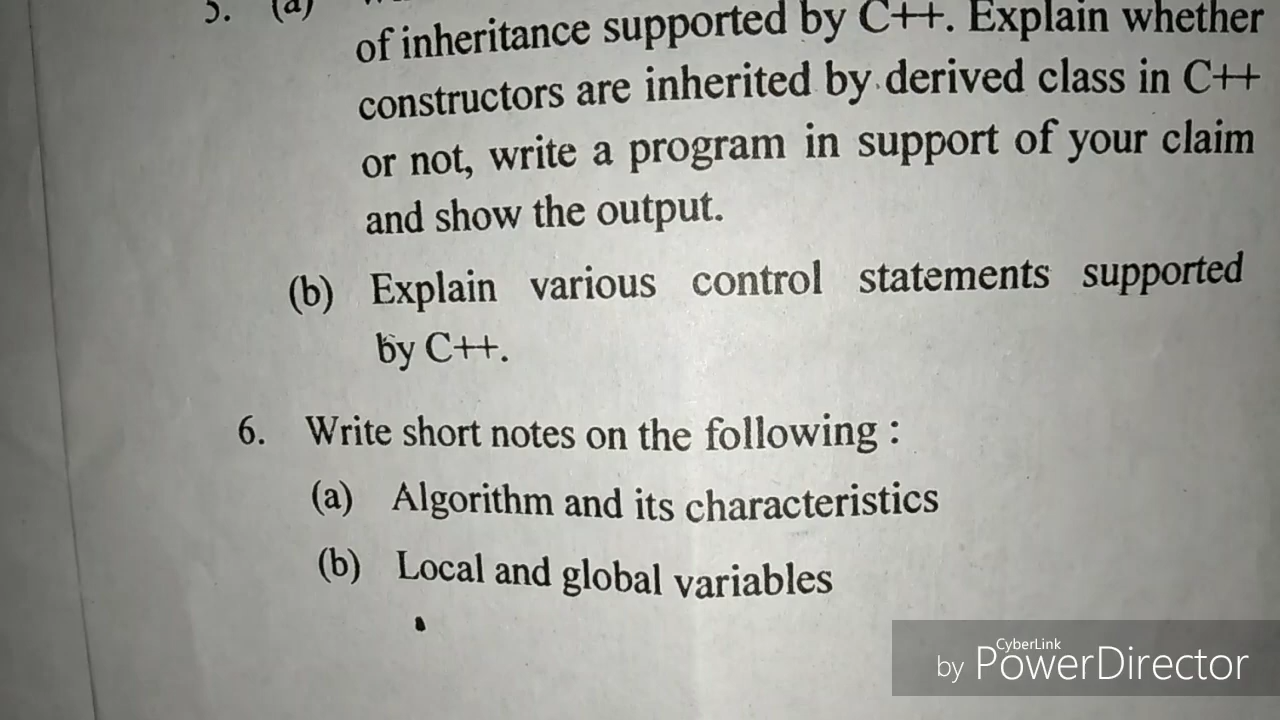 5. (a)
of inheritance supported by C++. Explain whether
constructors are inherited by derived class in C++
or not, write a program in support of your claim
and show the output.
(b) Explain various control statements supported
by C++.
6. Write short notes on the following :
(a) Algorithm and its characteristics
(b) Local and global variables
CyberLink
by PowerDirector